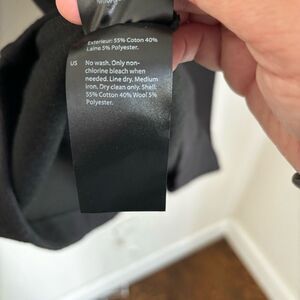 Exterieur: 55% Coton 40%
Laine 5% Polyester.
US
No wash. Only non-
chlorine bleach when
needed. Line dry. Medium
iron. Dry clean only. Shell:
55% Cotton 40% Wool 5%
Polyester.